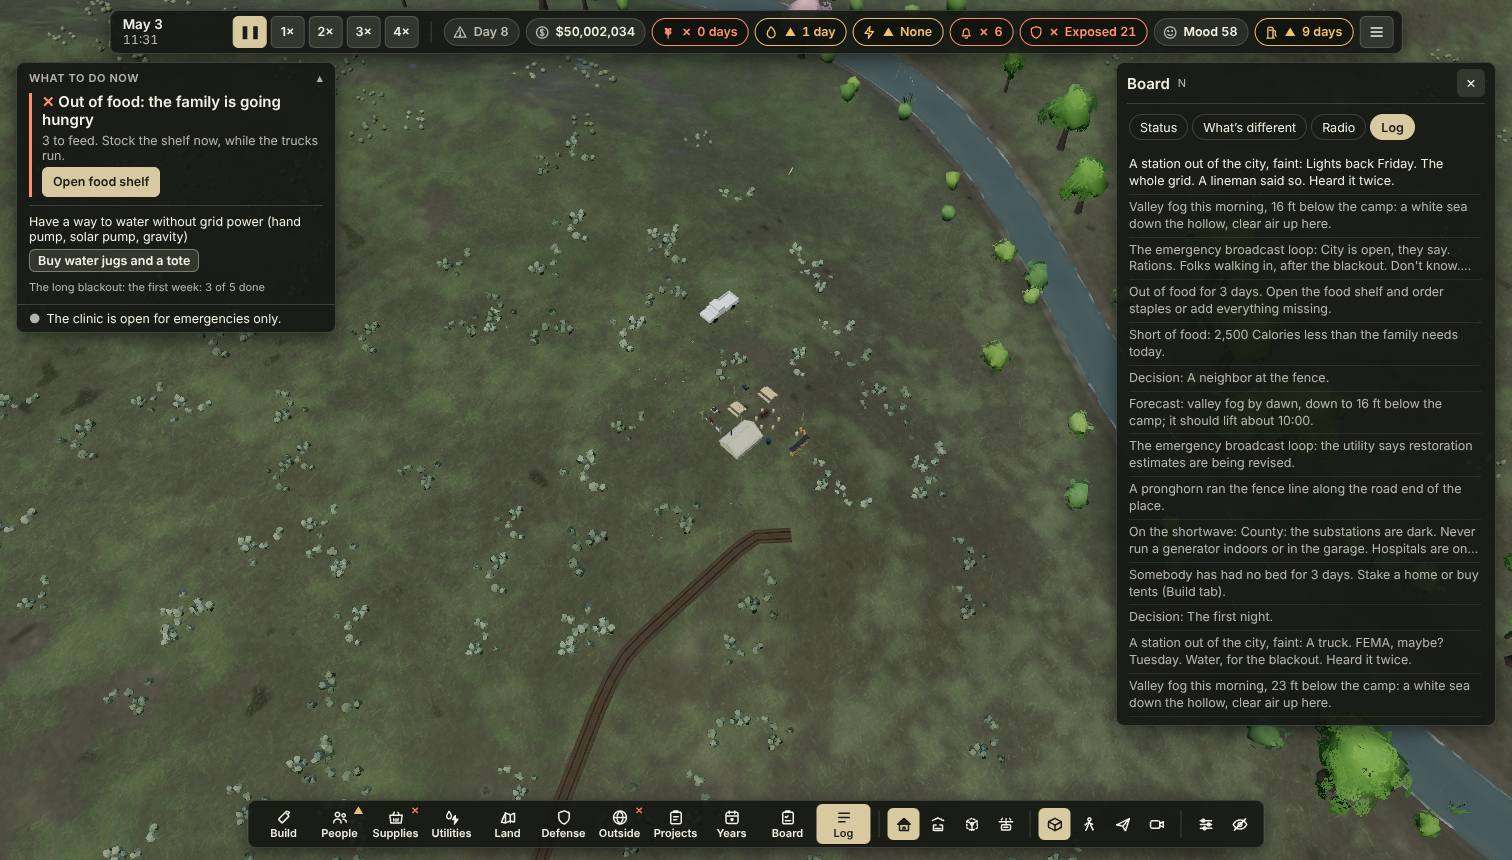 May 3
11:31
1×
2×
3×
4×
Day 8
$50,002,034
× 0 days
1 day
None
× 6
× Exposed 21
Mood 58
9 days
WHAT TO DO NOW
× Out of food: the family is going
hungry
3 to feed. Stock the shelf now, while the trucks
run.
Open food shelf
Have a way to water without grid power (hand
pump, solar pump, gravity)
Buy water jugs and a tote
The long blackout: the first week: 3 of 5 done
The clinic is open for emergencies only.
Board N
×
Status
What's different
Radio
Log
A station out of the city, faint: Lights back Friday. The
whole grid. A lineman said so. Heard it twice.
Valley fog this morning, 16 ft below the camp: a white sea
down the hollow, clear air up here.
The emergency broadcast loop: City is open, they say.
Rations. Folks walking in, after the blackout. Don't know....
Out of food for 3 days. Open the food shelf and order
staples or add everything missing.
Short of food: 2,500 Calories less than the family needs
today.
Decision: A neighbor at the fence.
Forecast: valley fog by dawn, down to 16 ft below the
camp; it should lift about 10:00.
The emergency broadcast loop: the utility says restoration
estimates are being revised.
A pronghorn ran the fence line along the road end of the
place.
On the shortwave: County: the substations are dark. Never
run a generator indoors or in the garage. Hospitals are on...
Somebody has had no bed for 3 days. Stake a home or buy
tents (Build tab).
Decision: The first night.
A station out of the city, faint: A truck. FEMA, maybe?
Tuesday. Water, for the blackout. Heard it twice.
Valley fog this morning, 23 ft below the camp: a white sea
down the hollow, clear air up here.
Build
People
Supplies
Utilities
Land
Defense
Outside
Projects
Years
Board
Log